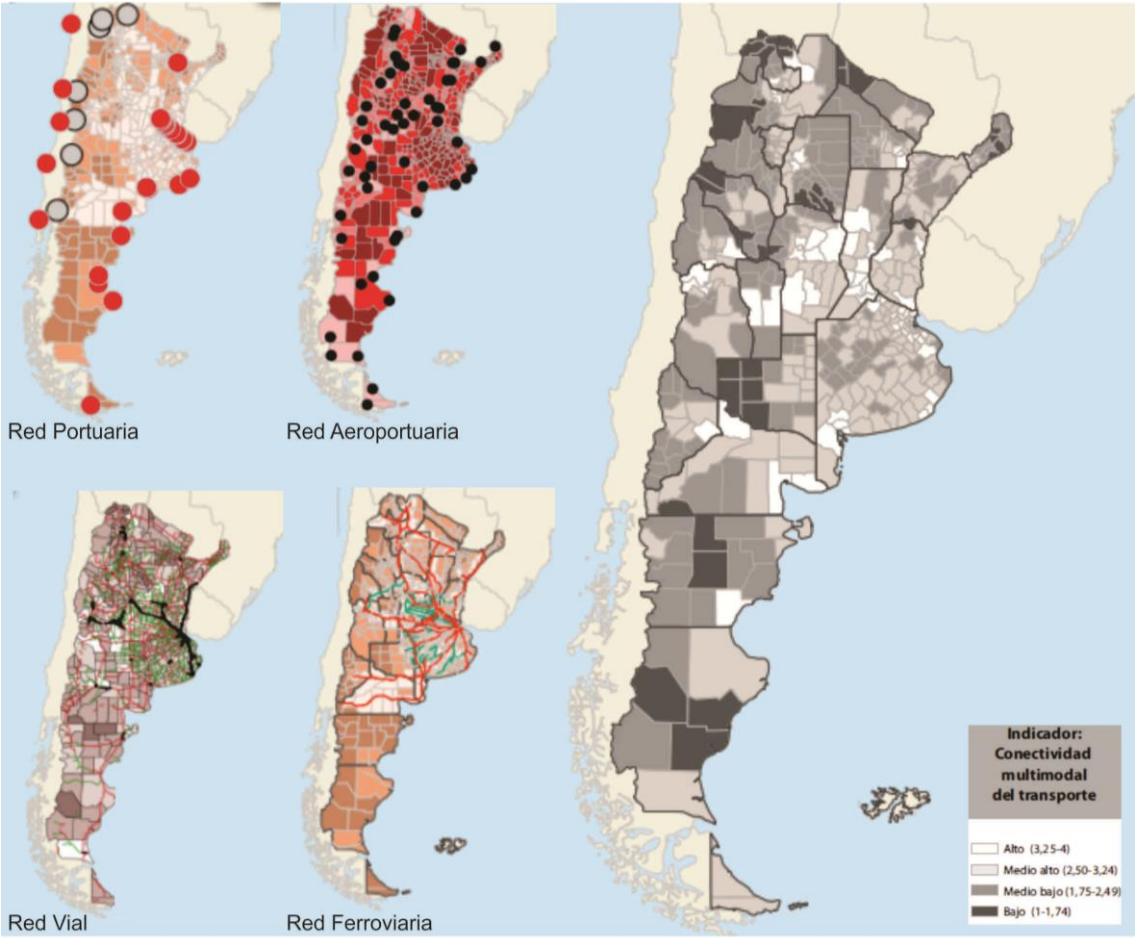 Red Portuaria
Red Aeroportuaria
Red Vial
Red Ferroviaria
Indicador:
Conectividad
multimodal
del transporte
Alto (3,25-4)
Medio alto (2,50-3,24)
Medio bajo (1,75-2,49)
Bajo (1-1,74)